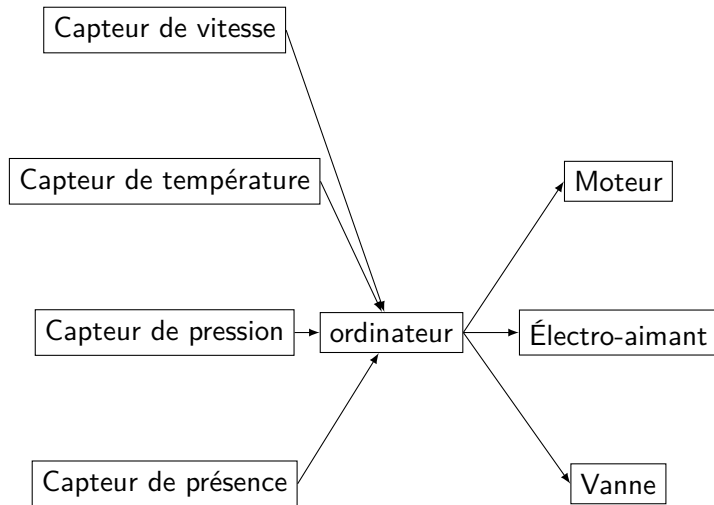 Capteur de vitesse
Capteur de température
Moteur
Capteur de pression
ordinateur
Électro-aimant
Capteur de présence
Vanne